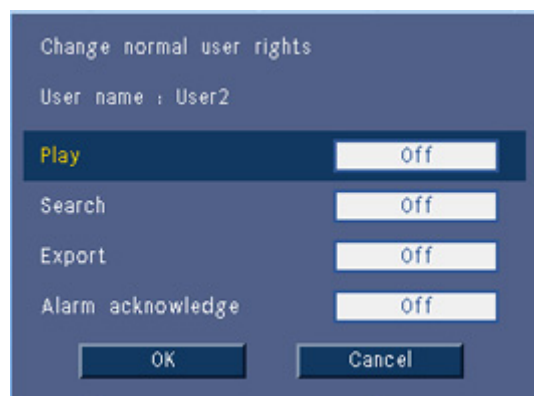 Change normal user rights
User name : User2
Play Off
Search Off
Export Off
Alarm acknowledge Off
OK Cancel